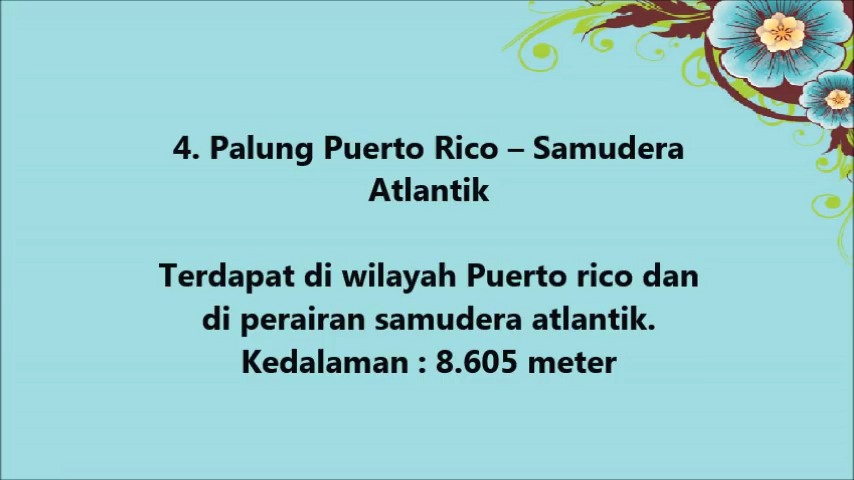 4. Palung Puerto Rico – Samudera
Atlantik
Terdapat di wilayah Puerto rico dan
di perairan samudera atlantik.
Kedalaman : 8.605 meter